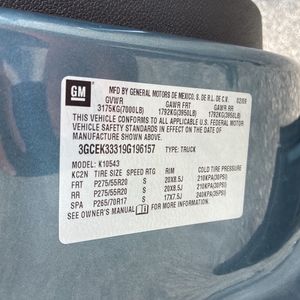 GM
MFD BY GENERAL MOTORS DE MEXICO, S. DE R.L. DE C.V. 02/09
GVWR GAWR FRT GAWR RR
3175KG(7000LB) 1792KG(3950LB) 1792KG(3950LB)
THIS VEHICLE CONFORMS TO ALL APPLICABLE U.S. FEDERAL MOTOR
VEHICLE SAFETY STANDARDS IN EFFECT ON THE DATE OF
MANUFACTURE SHOWN ABOVE.
3GCEK33319G196157 TYPE: TRUCK
MODEL: K10543
KC2N TIRE SIZE SPEED RTG RIM COLD TIRE PRESSURE
FRT P275/55R20 S 20X8.5J 210KPA(30PSI)
RR P275/55R20 S 20X8.5J 210KPA(30PSI)
SPA P265/70R17 S 17X7.5J 240KPA(35PSI)
SEE OWNER'S MANUAL